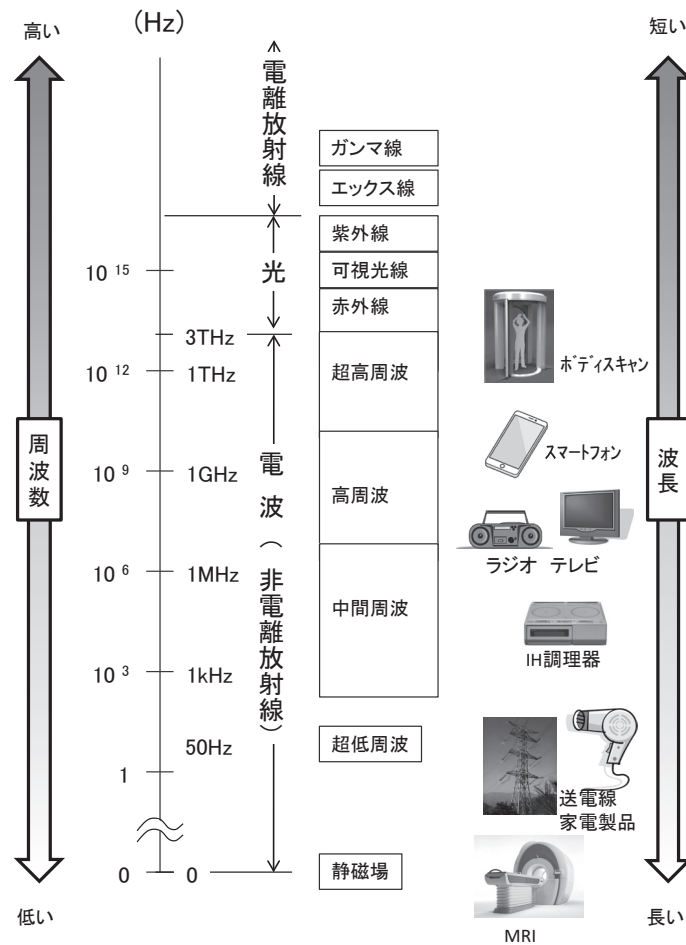 高い
(Hz)
短い
電離放射線
ガンマ線
エックス線
紫外線
10 15
光
可視光線
赤外線
3THz
10 12
1THz
超高周波
ボディスキャン
周波数
波長
スマートフォン
10 9
1GHz
電波(非電離放射線)
高周波
ラジオ テレビ
10 6
1MHz
中間周波
IH調理器
10 3
1kHz
50Hz
超低周波
1
送電線
家電製品
0
0
静磁場
低い
長い
MRI